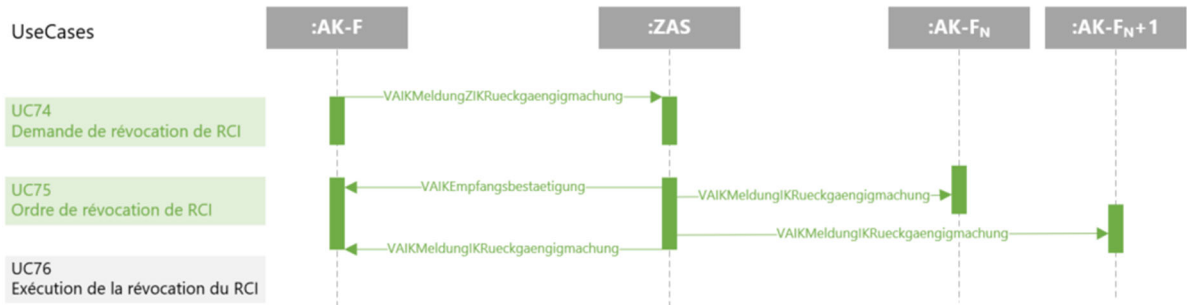 UseCases
:AK-F
:ZAS
:AK-FN
:AK-FN+1
UC74
Demande de révocation de RCI
VAIKMeldungZIKRueckgaengigmachung
UC75
Ordre de révocation de RCI
VAIKEmpfangsbestaetigung
VAIKMeldungIKRueckgaengigmachung
VAIKMeldungIKRueckgaengigmachung
VAIKMeldungIKRueckgaengigmachung
UC76
Exécution de la révocation du RCI